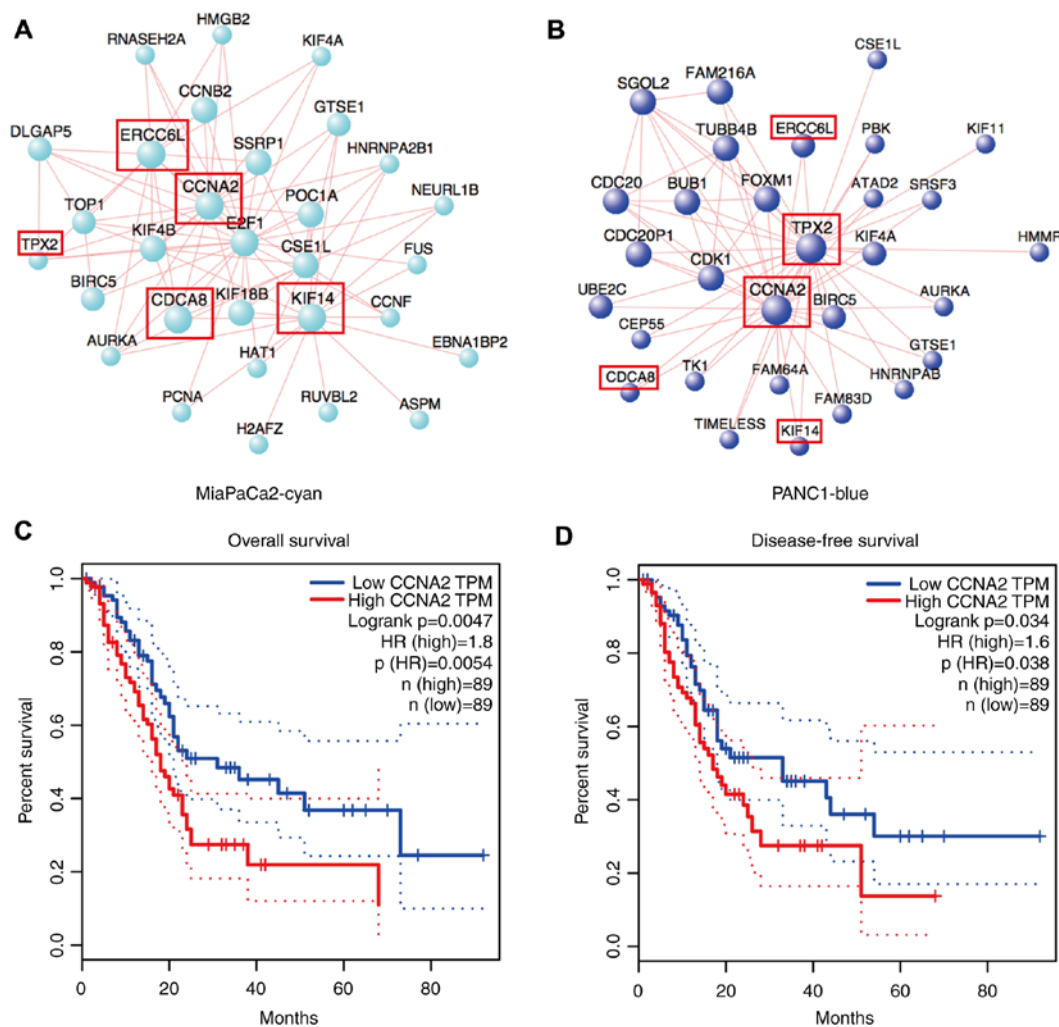 A
HMGB2
RNASEH2A
KIF4A
CCNB2
GTSE1
DLGAP5
ERCC6L
SSRP1
HNRNPA2B1
CCNA2
NEURL1B
TOP1
POC1A
E2F1
KIF4B
TPX2
CSE1L
FUS
BIRC5
CDCA8
KIF18B
KIF14
CCNF
AURKA
HAT1
EBNA1BP2
PCNA
RUVBL2
ASPM
H2AFZ
MiaPaCa2-cyan
B
CSE1L
FAM216A
SGOL2
TUBB4B
ERCC6L
PBK
KIF11
CDC20
BUB1
FOXM1
ATAD2
SRSF3
TPX2
CDC20P1
KIF4A
HMMR
CDK1
CCNA2
UBE2C
BIRC5
AURKA
CEP55
GTSE1
CDCA8
TK1
FAM64A
HNRNPAB
FAM83D
TIMELESS
KIF14
PANC1-blue
C
Overall survival
Low CCNA2 TPM
High CCNA2 TPM
Logrank p=0.0047
HR (high)=1.8
p (HR)=0.0054
n (high)=89
n (low)=89
Percent survival
1.0
0.8
0.6
0.4
0.2
0.0
0 20 40 60 80
Months
D
Disease-free survival
Low CCNA2 TPM
High CCNA2 TPM
Logrank p=0.034
HR (high)=1.6
p (HR)=0.038
n (high)=89
n (low)=89
Percent survival
1.0
0.8
0.6
0.4
0.2
0.0
0 20 40 60 80
Months